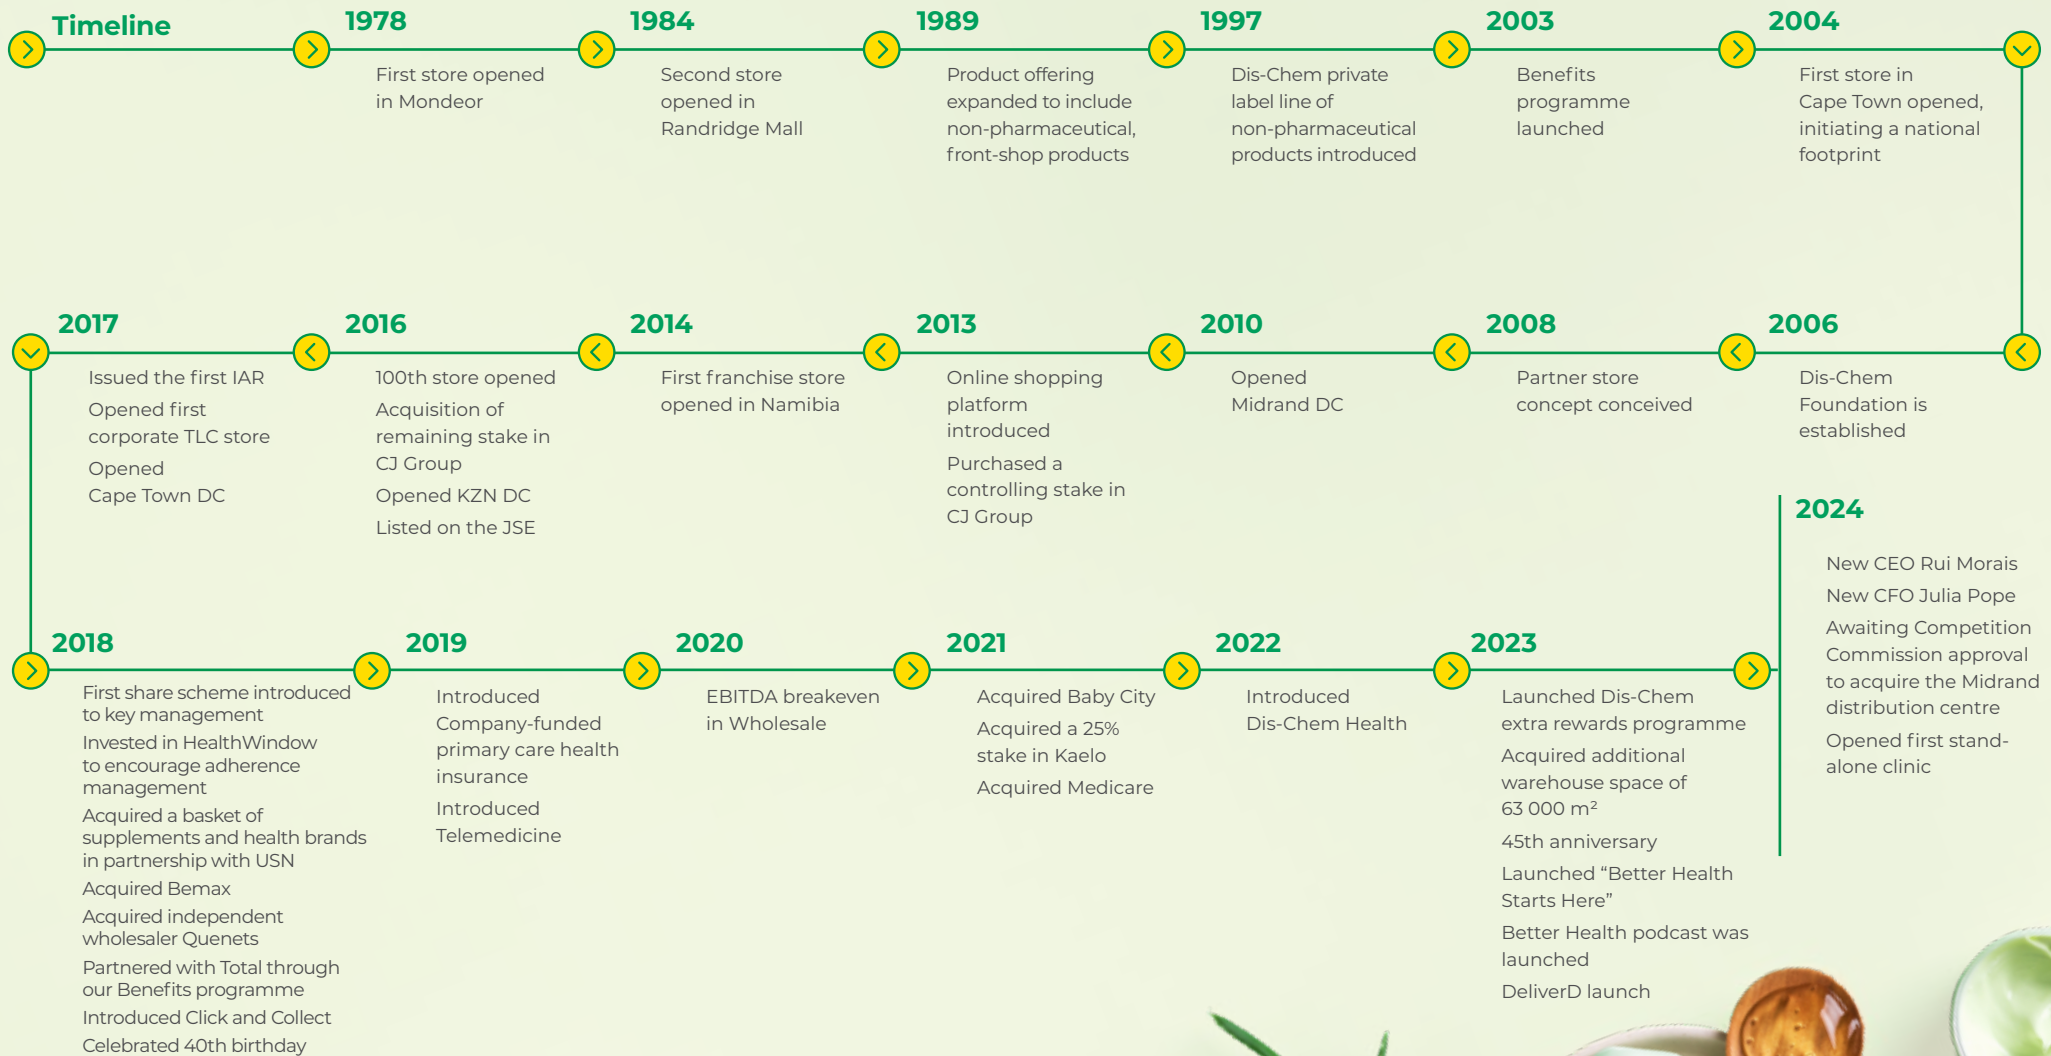 Timeline
1978
First store opened
in Mondeor
1984
Second store
opened in
Randridge Mall
1989
Product offering
expanded to include
non-pharmaceutical,
front-shop products
1997
Dis-Chem private
label line of
non-pharmaceutical
products introduced
2003
Benefits
programme
launched
2004
First store in
Cape Town opened,
initiating a national
footprint
2006
Dis-Chem
Foundation is
established
2008
Partner store
concept conceived
2010
Opened
Midrand DC
2013
Online shopping
platform
introduced
Purchased a
controlling stake in
CJ Group
2014
First franchise store
opened in Namibia
2016
100th store opened
Acquisition of
remaining stake in
CJ Group
Opened KZN DC
Listed on the JSE
2017
Issued the first IAR
Opened first
corporate TLC store
Opened
Cape Town DC
2018
First share scheme introduced
to key management
Invested in HealthWindow
to encourage adherence
management
Acquired a basket of
supplements and health brands
in partnership with USN
Acquired Bemax
Acquired independent
wholesaler Quenets
Partnered with Total through
our Benefits programme
Introduced Click and Collect
Celebrated 40th birthday
2019
Introduced
Company-funded
primary care health
insurance
Introduced
Telemedicine
2020
EBITDA breakeven
in Wholesale
2021
Acquired Baby City
Acquired a 25%
stake in Kaelo
Acquired Medicare
2022
Introduced
Dis-Chem Health
2023
Launched Dis-Chem
extra rewards programme
Acquired additional
warehouse space of
63 000 m²
45th anniversary
Launched “Better Health
Starts Here”
Better Health podcast was
launched
DeliverD launch
2024
New CEO Rui Morais
New CFO Julia Pope
Awaiting Competition
Commission approval
to acquire the Midrand
distribution centre
Opened first stand-
alone clinic